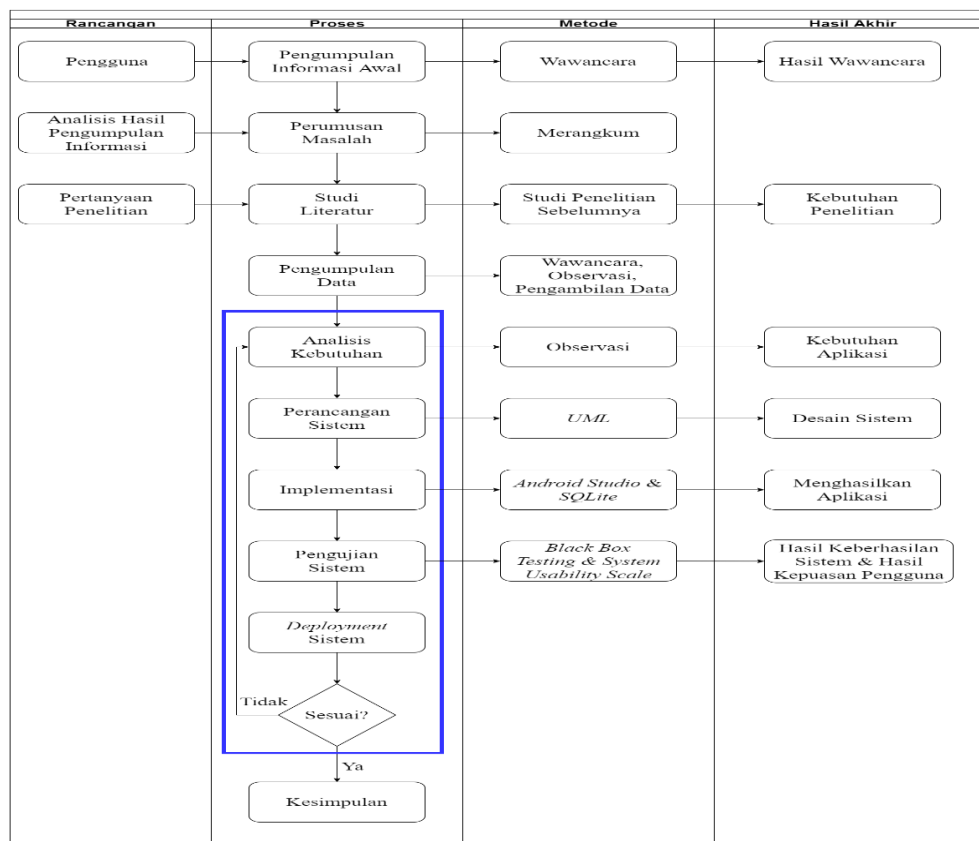 Rancangan
Proses
Metode
Hasil Akhir
Pengguna
Pengumpulan
Informasi Awal
Wawancara
Hasil Wawancara
Analisis Hasil
Pengumpulan
Informasi
Perumusan
Masalah
Merangkum
Pertanyaan
Penelitian
Studi
Literatur
Studi Penelitian
Sebelumnya
Kebutuhan
Penelitian
Pengumpulan
Data
Wawancara,
Observasi,
Pengambilan Data
Analisis
Kebutuhan
Observasi
Kebutuhan
Aplikasi
Perancangan
Sistem
UML
Desain Sistem
Implementasi
Android Studio &
SQLite
Menghasilkan
Aplikasi
Pengujian
Sistem
Black Box
Testing & System
Usability Scale
Hasil Keberhasilan
Sistem & Hasil
Kepuasan Pengguna
Deployment
Sistem
Tidak
Sesuai?
Ya
Kesimpulan